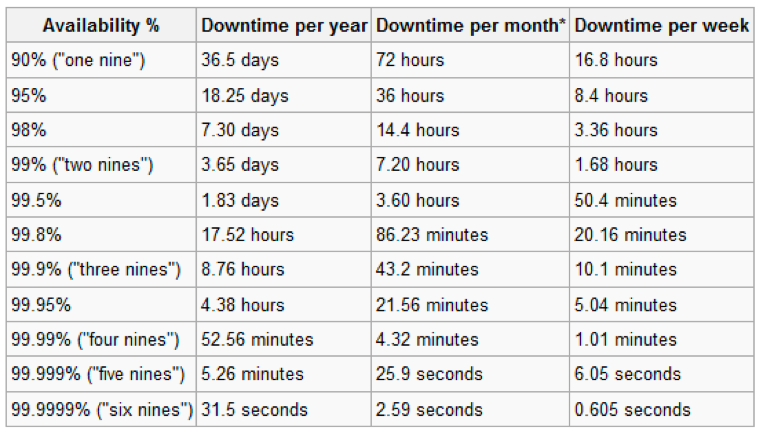 Availability % Downtime per year Downtime per month* Downtime per week
90% ("one nine") 36.5 days 72 hours 16.8 hours
95% 18.25 days 36 hours 8.4 hours
98% 7.30 days 14.4 hours 3.36 hours
99% ("two nines") 3.65 days 7.20 hours 1.68 hours
99.5% 1.83 days 3.60 hours 50.4 minutes
99.8% 17.52 hours 86.23 minutes 20.16 minutes
99.9% ("three nines") 8.76 hours 43.2 minutes 10.1 minutes
99.95% 4.38 hours 21.56 minutes 5.04 minutes
99.99% ("four nines") 52.56 minutes 4.32 minutes 1.01 minutes
99.999% ("five nines") 5.26 minutes 25.9 seconds 6.05 seconds
99.9999% ("six nines") 31.5 seconds 2.59 seconds 0.605 seconds